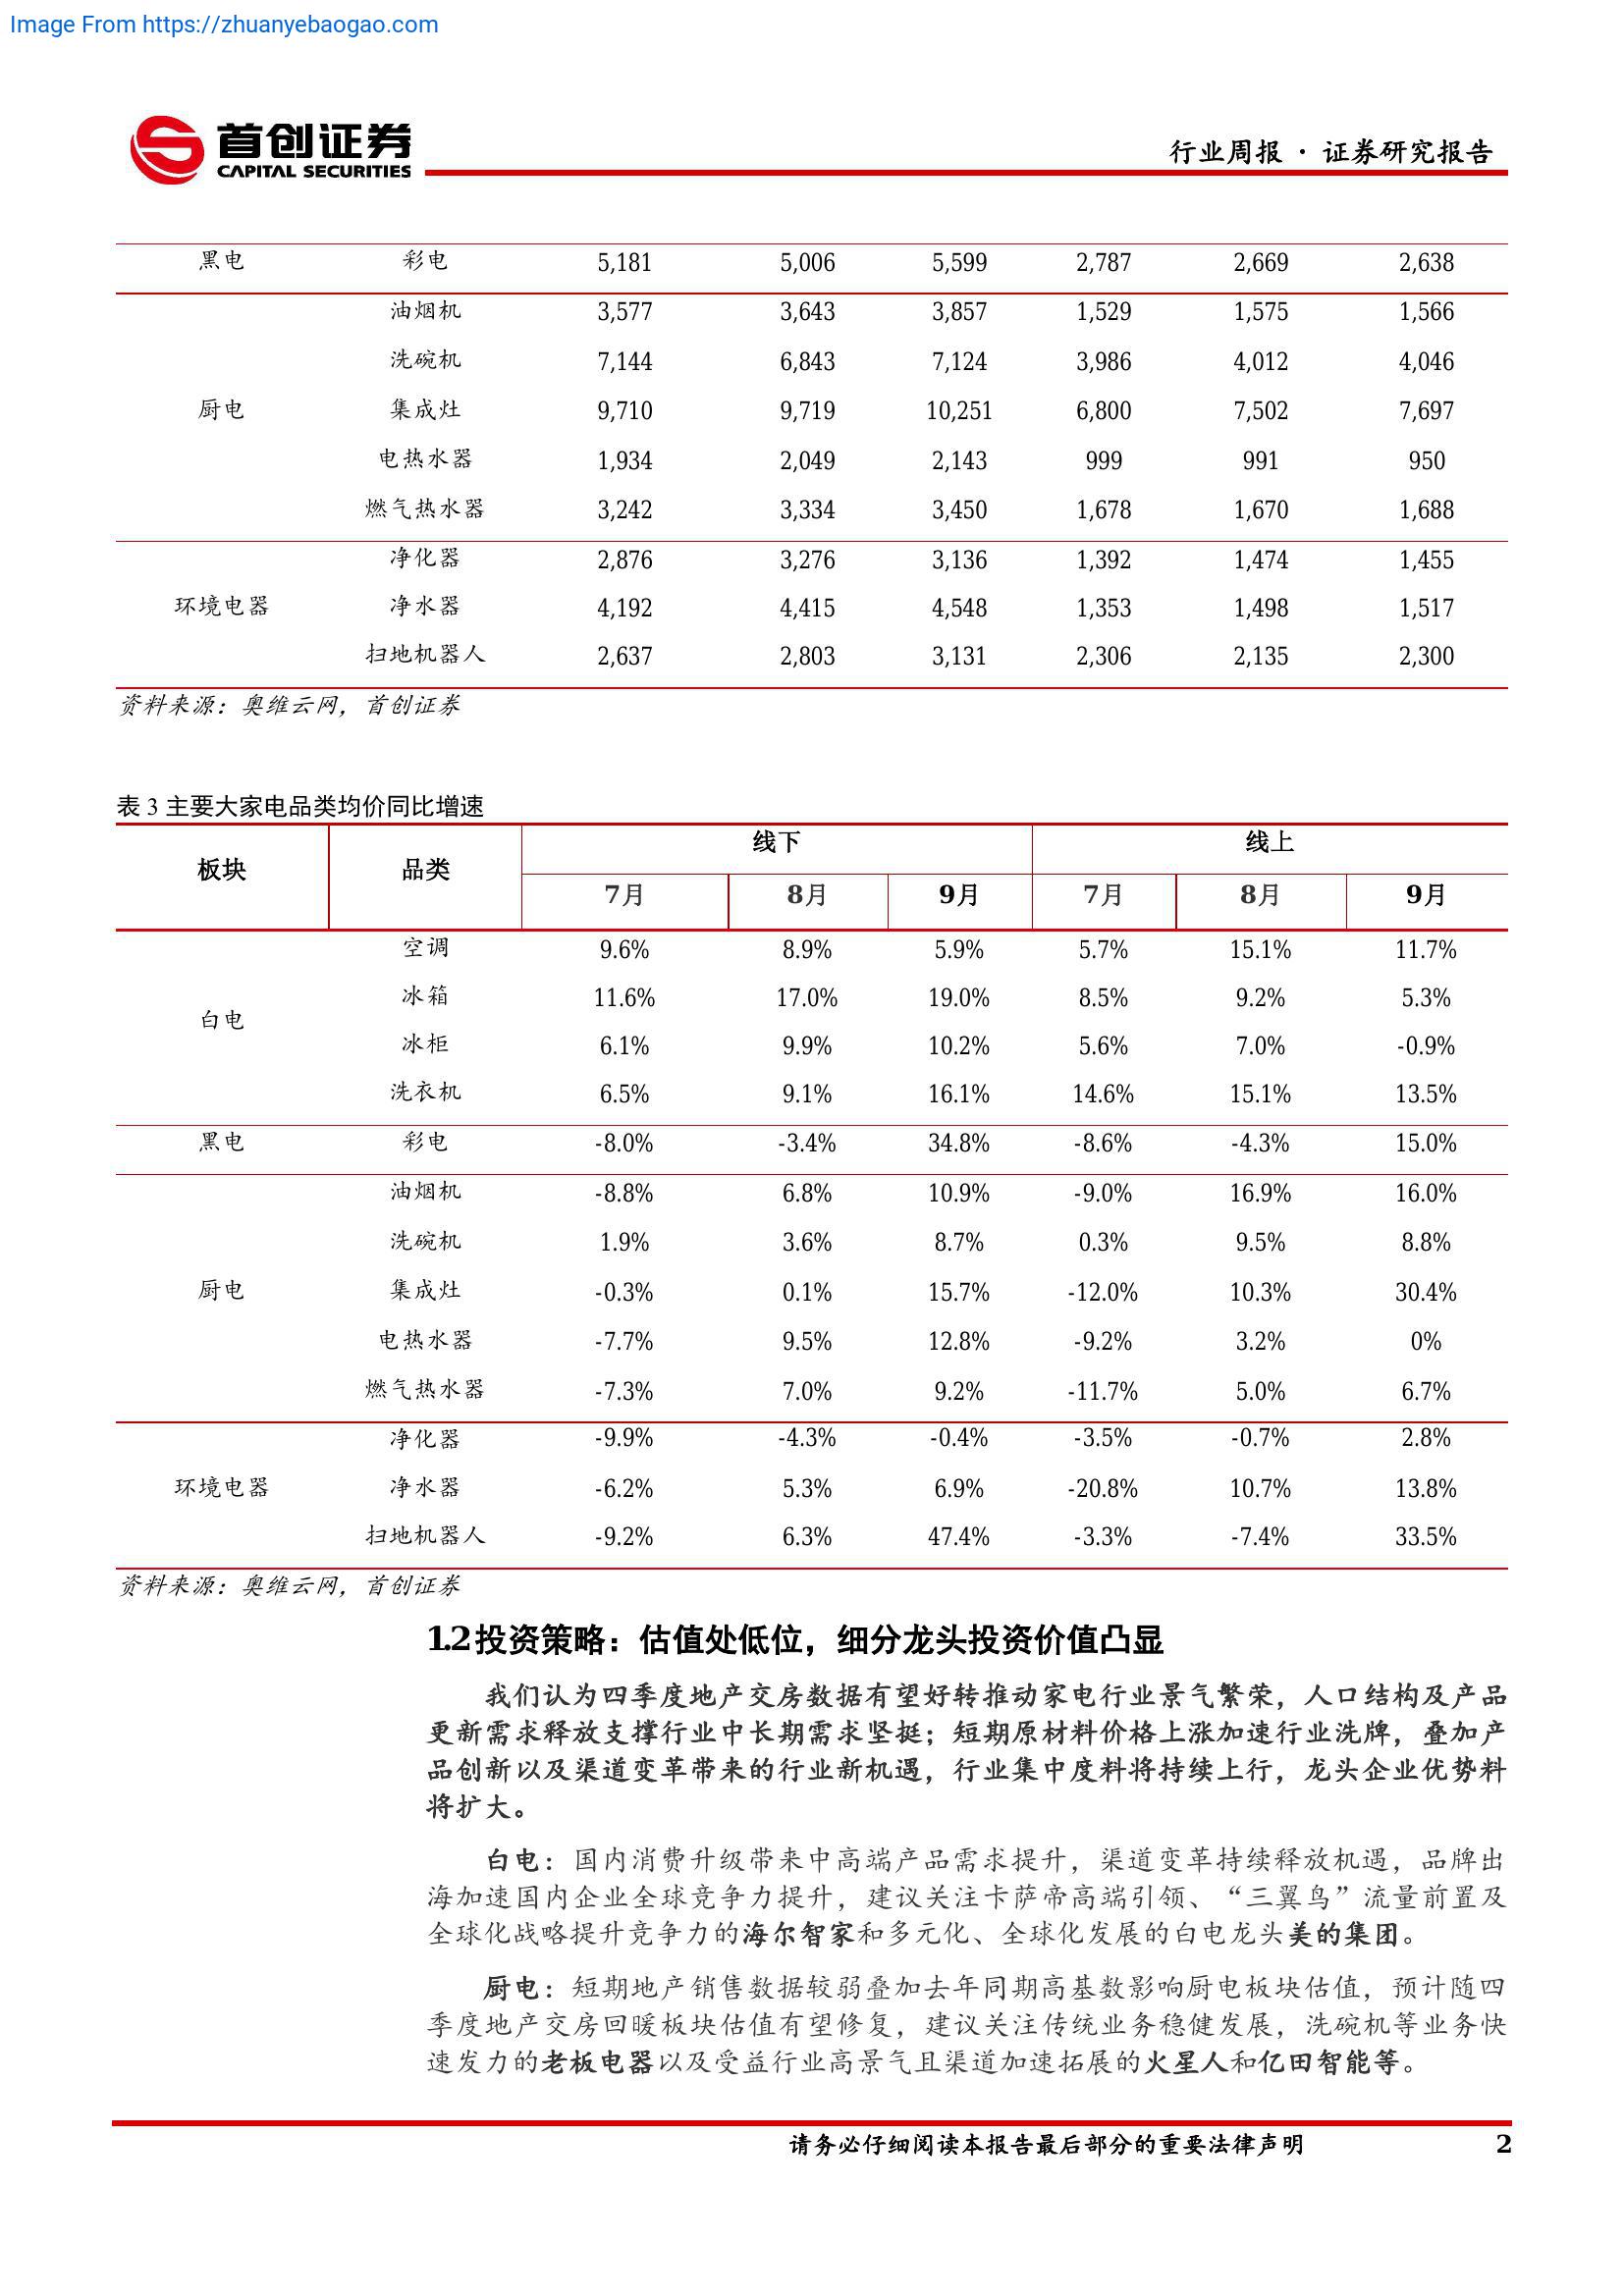 Image From https://zhuanyebaogao.com
首创证券
CAPITAL SECURITIES
行业周报 · 证券研究报告
黑电 彩电 5,181 5,006 5,599 2,787 2,669 2,638
油烟机 3,577 3,643 3,857 1,529 1,575 1,566
洗碗机 7,144 6,843 7,124 3,986 4,012 4,046
厨电 集成灶 9,710 9,719 10,251 6,800 7,502 7,697
电热水器 1,934 2,049 2,143 999 991 950
燃气热水器 3,242 3,334 3,450 1,678 1,670 1,688
净化器 2,876 3,276 3,136 1,392 1,474 1,455
环境电器 净水器 4,192 4,415 4,548 1,353 1,498 1,517
扫地机器人 2,637 2,803 3,131 2,306 2,135 2,300
资料来源：奥维云网，首创证券
表 3 主要大家电品类均价同比增速
板块 品类 线下 线上
7月 8月 9月 7月 8月 9月
空调 9.6% 8.9% 5.9% 5.7% 15.1% 11.7%
冰箱 11.6% 17.0% 19.0% 8.5% 9.2% 5.3%
白电
冰柜 6.1% 9.9% 10.2% 5.6% 7.0% -0.9%
洗衣机 6.5% 9.1% 16.1% 14.6% 15.1% 13.5%
黑电 彩电 -8.0% -3.4% 34.8% -8.6% -4.3% 15.0%
油烟机 -8.8% 6.8% 10.9% -9.0% 16.9% 16.0%
洗碗机 1.9% 3.6% 8.7% 0.3% 9.5% 8.8%
厨电 集成灶 -0.3% 0.1% 15.7% -12.0% 10.3% 30.4%
电热水器 -7.7% 9.5% 12.8% -9.2% 3.2% 0%
燃气热水器 -7.3% 7.0% 9.2% -11.7% 5.0% 6.7%
净化器 -9.9% -4.3% -0.4% -3.5% -0.7% 2.8%
环境电器 净水器 -6.2% 5.3% 6.9% -20.8% 10.7% 13.8%
扫地机器人 -9.2% 6.3% 47.4% -3.3% -7.4% 33.5%
资料来源：奥维云网，首创证券
1.2 投资策略：估值处低位，细分龙头投资价值凸显
我们认为四季度地产交房数据有望好转推动家电行业景气繁荣，人口结构及产品
更新需求释放支撑行业中长期需求坚挺；短期原材料价格上涨加速行业洗牌，叠加产
品创新以及渠道变革带来的行业新机遇，行业集中度料将持续上行，龙头企业优势料
将扩大。
白电：国内消费升级带来中高端产品需求提升，渠道变革持续释放机遇，品牌出
海加速国内企业全球竞争力提升，建议关注卡萨帝高端引领、“三翼鸟”流量前置及
全球化战略提升竞争力的海尔智家和多元化、全球化发展的白电龙头美的集团。
厨电：短期地产销售数据较弱叠加去年同期高基数影响厨电板块估值，预计随四
季度地产交房回暖板块估值有望修复，建议关注传统业务稳健发展，洗碗机等业务快
速发力的老板电器以及受益行业高景气且渠道加速拓展的火星人和亿田智能等。
请务必仔细阅读本报告最后部分的重要法律声明 2